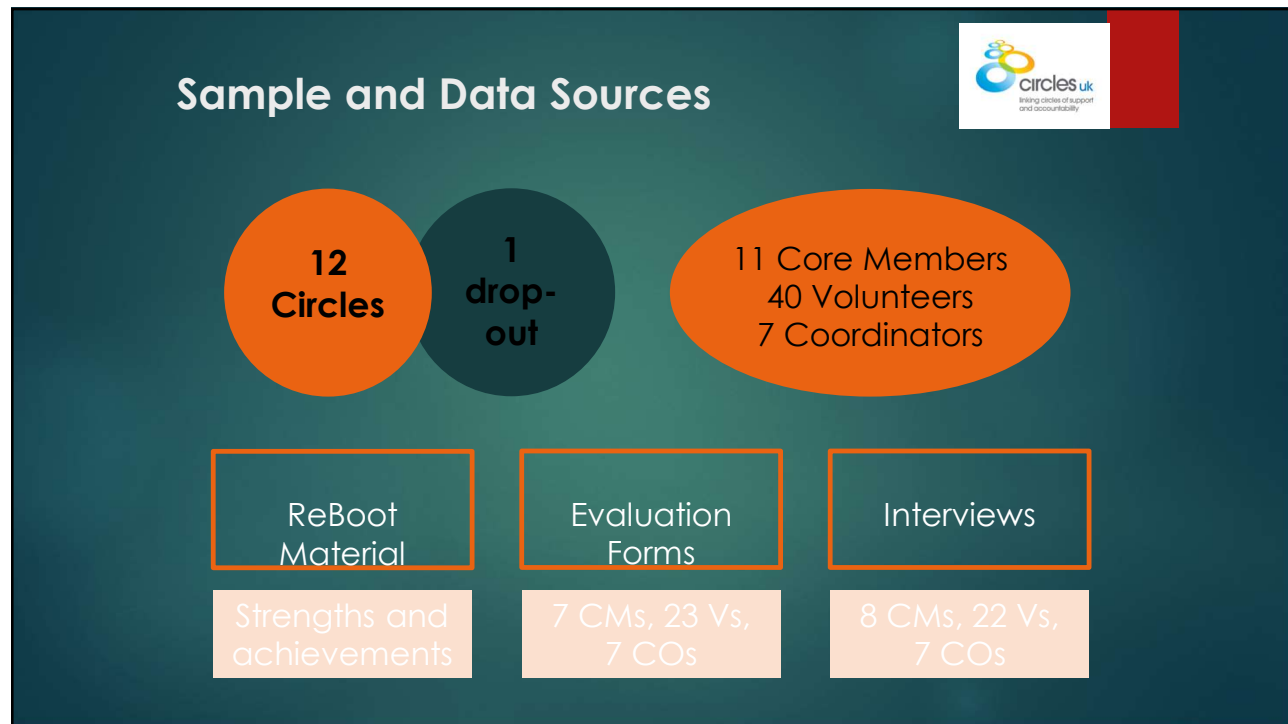 Sample and Data Sources
circles uk
linking circles of support
and accountability
12
Circles
1
drop-
out
11 Core Members
40 Volunteers
7 Coordinators
ReBoot
Material
Evaluation
Forms
Interviews
Strengths and
achievements
7 CMs, 23 Vs,
7 COs
8 CMs, 22 Vs,
7 COs